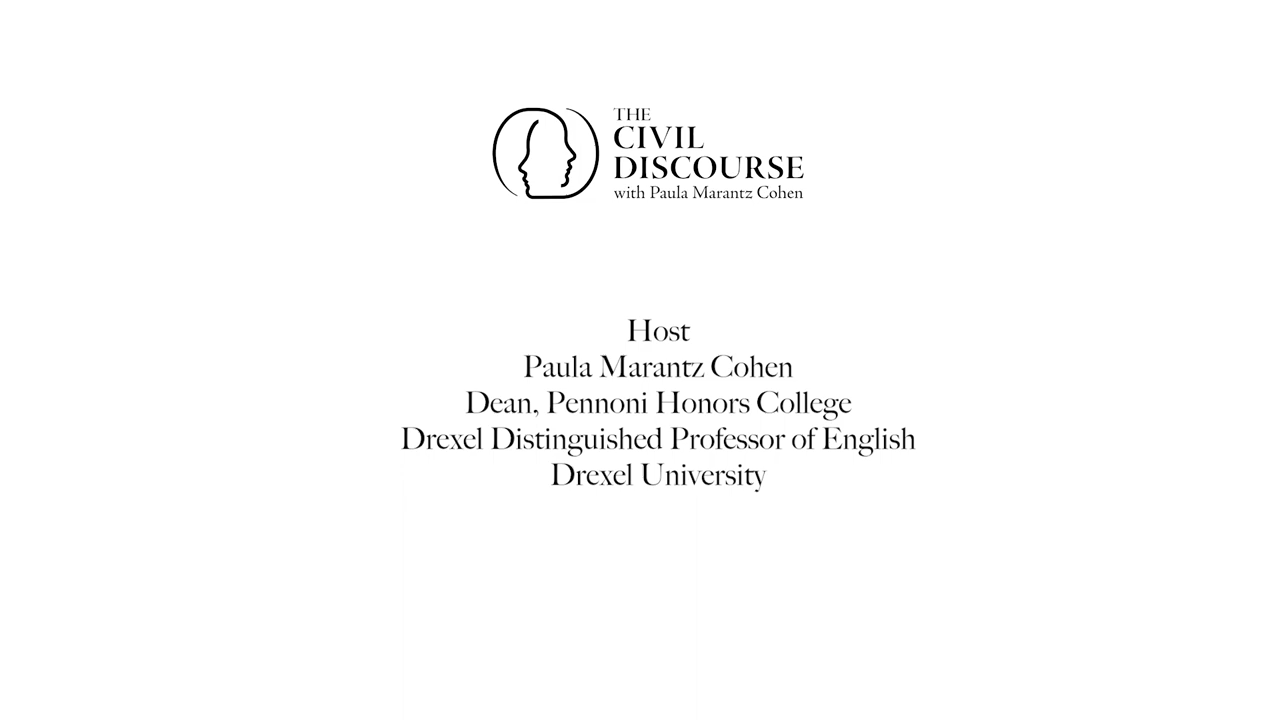 THE
CIVIL
DISCOURSE
with Paula Marantz Cohen
Host
Paula Marantz Cohen
Dean, Pennoni Honors College
Drexel Distinguished Professor of English
Drexel University